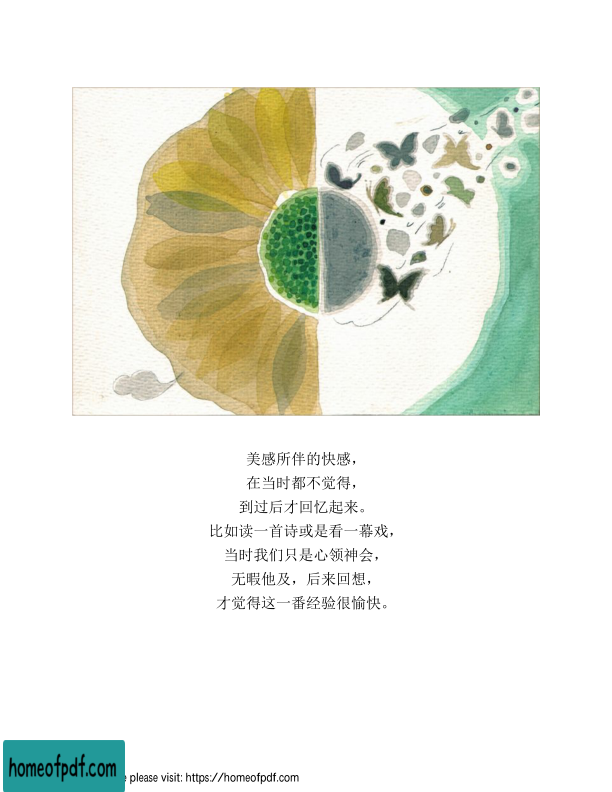 美感所伴的快感，
在当时都不觉得，
到过后才回忆起来。
比如读一首诗或是看一幕戏，
当时我们只是心领神会，
无暇他及，后来回想，
才觉得这一番经验很愉快。
homeofpdf.com
please visit: https://homeofpdf.com